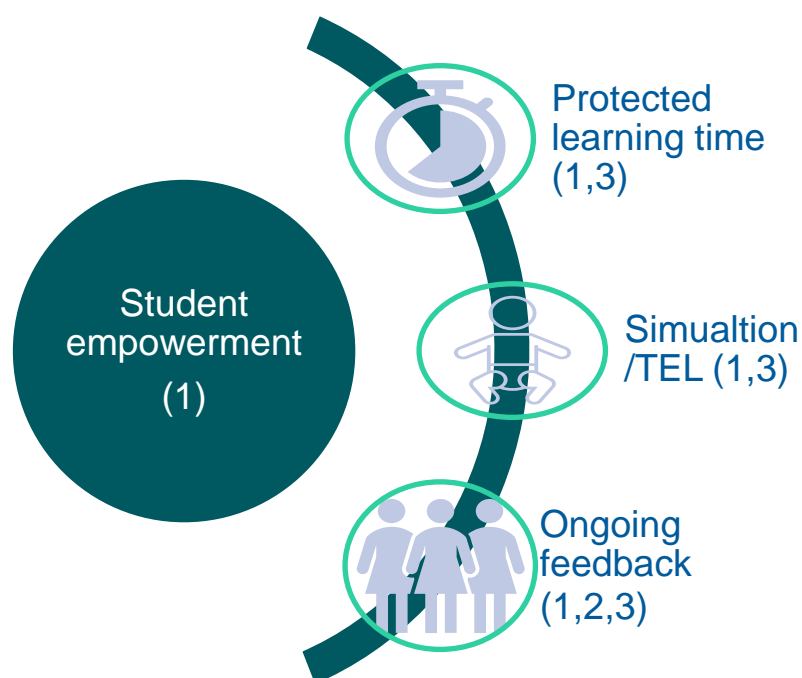 Protected
learning time
(1,3)
Student
empowerment
(1)
Simualtion
/TEL (1,3)
Ongoing
feedback
(1,2,3)